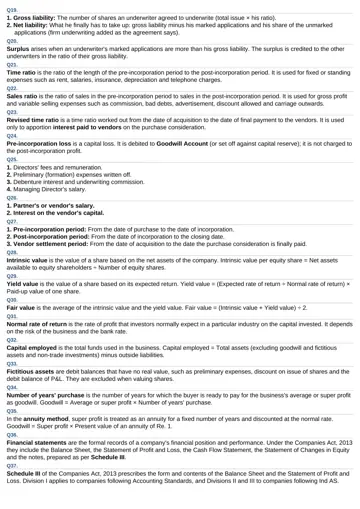 Q19.
1. Gross liability: The number of shares an underwriter agreed to underwrite (total issue × his ratio).
2. Net liability: What he finally has to take up: gross liability minus his marked applications and his share of the unmarked
applications (firm underwriting added as the agreement says).
Q20.
Surplus arises when an underwriter's marked applications are more than his gross liability. The surplus is credited to the other
underwriters in the ratio of their gross liability.
Q21.
Time ratio is the ratio of the length of the pre-incorporation period to the post-incorporation period. It is used for fixed or standing
expenses such as rent, salaries, insurance, depreciation and telephone charges.
Q22.
Sales ratio is the ratio of sales in the pre-incorporation period to sales in the post-incorporation period. It is used for gross profit
and variable selling expenses such as commission, bad debts, advertisement, discount allowed and carriage outwards.
Q23.
Revised time ratio is a time ratio worked out from the date of acquisition to the date of final payment to the vendors. It is used
only to apportion interest paid to vendors on the purchase consideration.
Q24.
Pre-incorporation loss is a capital loss. It is debited to Goodwill Account (or set off against capital reserve); it is not charged to
the post-incorporation profit.
Q25.
1. Directors' fees and remuneration.
2. Preliminary (formation) expenses written off.
3. Debenture interest and underwriting commission.
4. Managing Director's salary.
Q26.
1. Partner's or vendor's salary.
2. Interest on the vendor's capital.
Q27.
1. Pre-incorporation period: From the date of purchase to the date of incorporation.
2. Post-incorporation period: From the date of incorporation to the closing date.
3. Vendor settlement period: From the date of acquisition to the date the purchase consideration is finally paid.
Q28.
Intrinsic value is the value of a share based on the net assets of the company. Intrinsic value per equity share = Net assets
available to equity shareholders ÷ Number of equity shares.
Q29.
Yield value is the value of a share based on its expected return. Yield value = (Expected rate of return ÷ Normal rate of return) ×
Paid-up value of one share.
Q30.
Fair value is the average of the intrinsic value and the yield value. Fair value = (Intrinsic value + Yield value) ÷ 2.
Q31.
Normal rate of return is the rate of profit that investors normally expect in a particular industry on the capital invested. It depends
on the risk of the business and the bank rate.
Q32.
Capital employed is the total funds used in the business. Capital employed = Total assets (excluding goodwill and fictitious
assets and non-trade investments) minus outside liabilities.
Q33.
Fictitious assets are debit balances that have no real value, such as preliminary expenses, discount on issue of shares and the
debit balance of P&L. They are excluded when valuing shares.
Q34.
Number of years' purchase is the number of years for which the buyer is ready to pay for the business's average or super profit
as goodwill. Goodwill = Average or super profit × Number of years' purchase.
Q35.
In the annuity method, super profit is treated as an annuity for a fixed number of years and discounted at the normal rate.
Goodwill = Super profit × Present value of an annuity of Re. 1.
Q36.
Financial statements are the formal records of a company's financial position and performance. Under the Companies Act, 2013
they include the Balance Sheet, the Statement of Profit and Loss, the Cash Flow Statement, the Statement of Changes in Equity
and the notes, prepared as per Schedule III.
Q37.
Schedule III of the Companies Act, 2013 prescribes the form and contents of the Balance Sheet and the Statement of Profit and
Loss. Division I applies to companies following Accounting Standards, and Divisions II and III to companies following Ind AS.